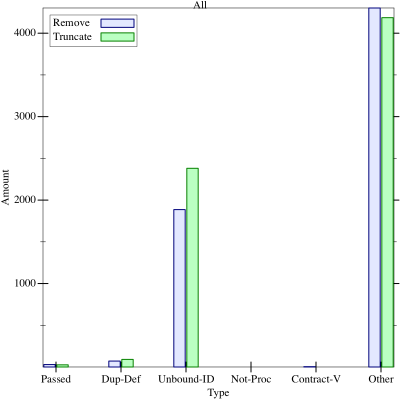 All
Remove
Truncate
4000
3000
2000
1000
Amount
Passed Dup-Def Unbound-ID Not-Proc Contract-V Other
Type